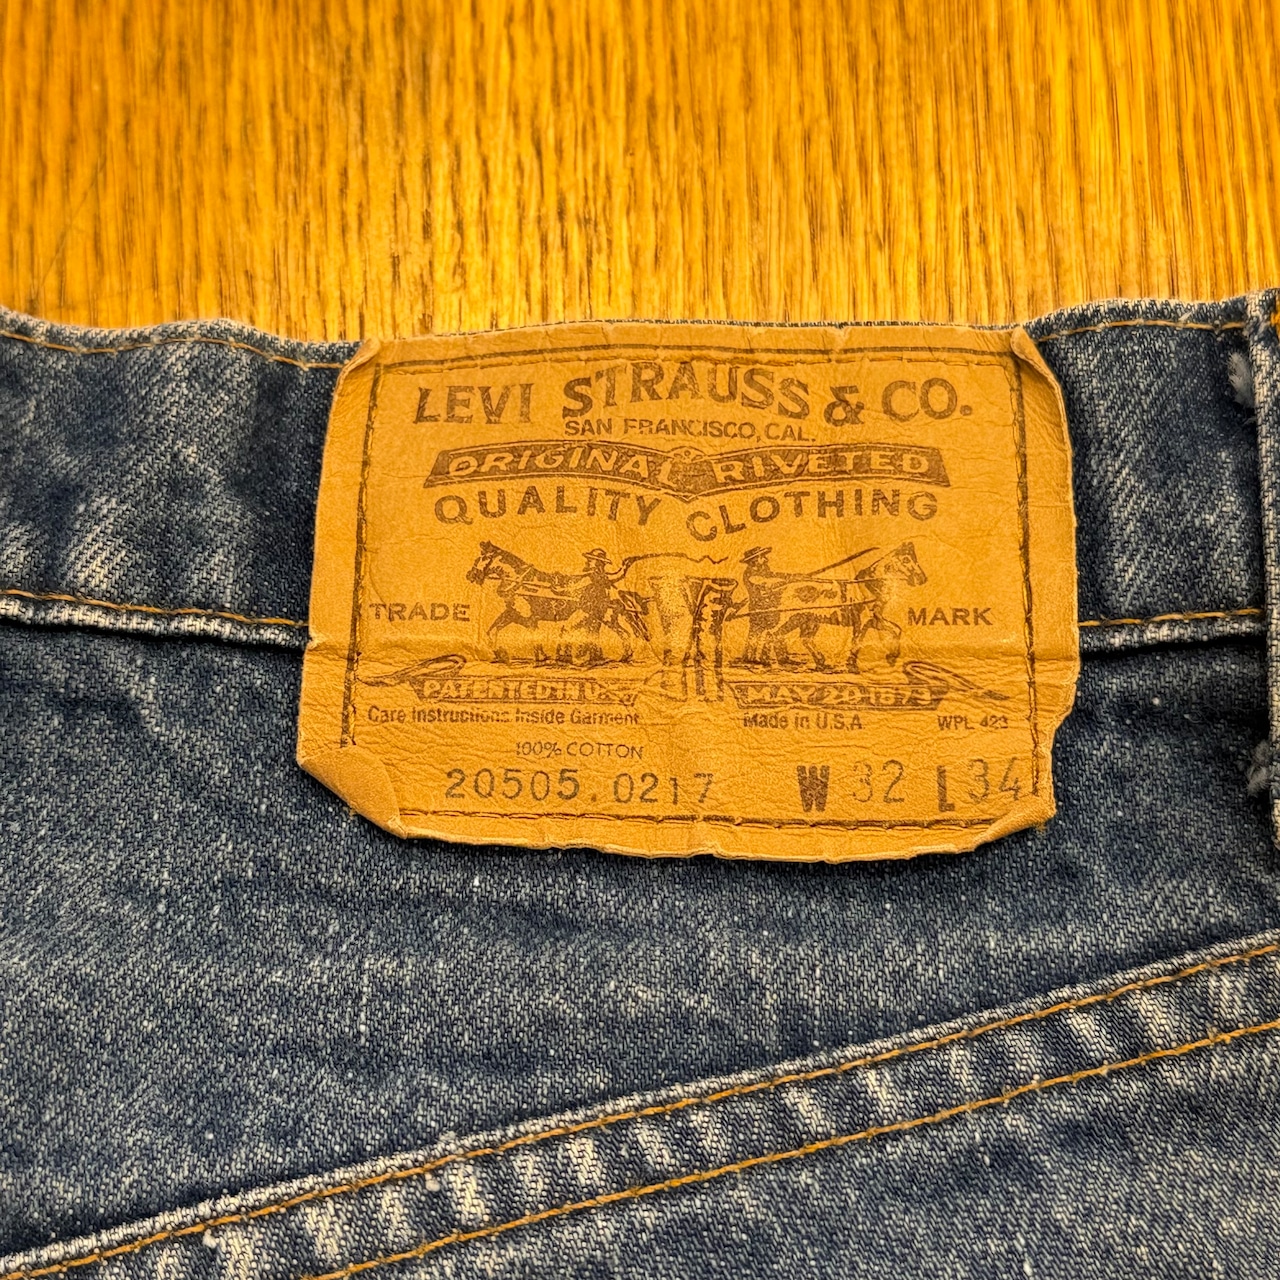 LEVI STRAUSS & CO.
SAN FRANCISCO, CAL.
ORIGINAL RIVETED
QUALITY CLOTHING
TRADE MARK
PATENTED IN U.S. MAY 20 1873
Care Instructions Inside Garment Made in U.S.A. WPL 423
100% COTTON
20505.0217 W 32 L 34